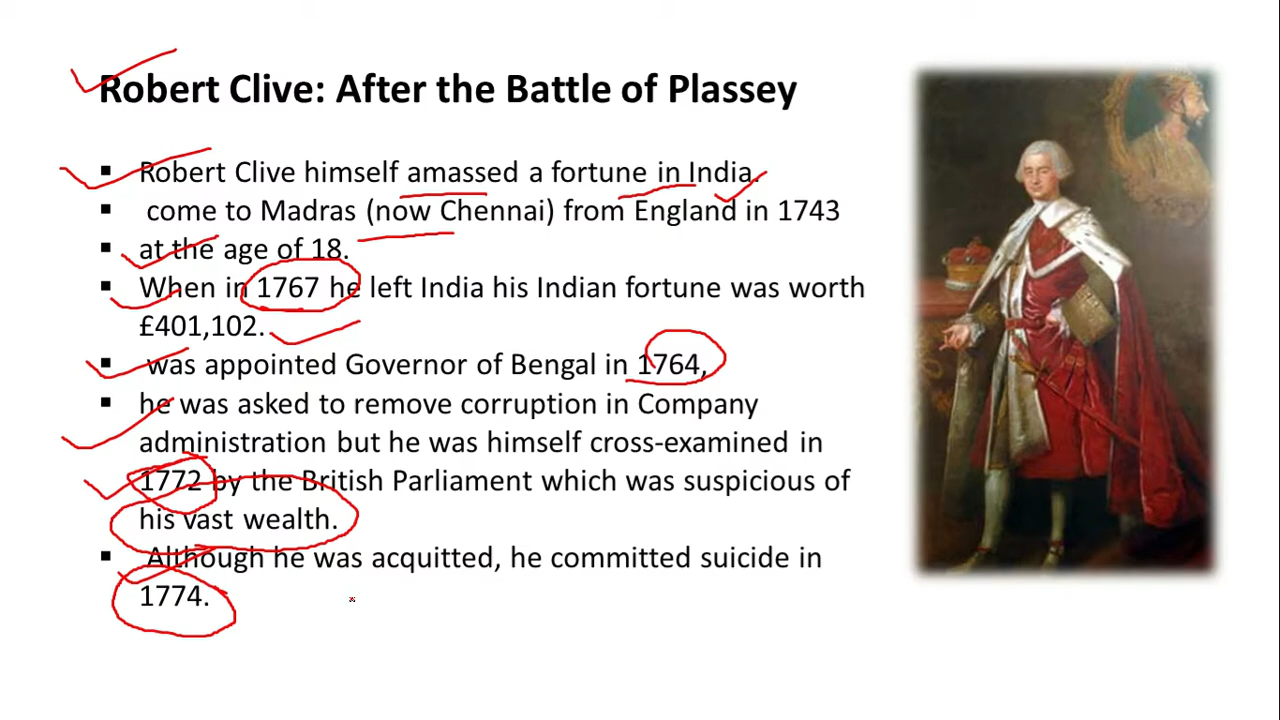 Robert Clive: After the Battle of Plassey
▪ Robert Clive himself amassed a fortune in India.
▪ come to Madras (now Chennai) from England in 1743
▪ at the age of 18.
▪ When in 1767 he left India his Indian fortune was worth
£401,102.
▪ was appointed Governor of Bengal in 1764,
▪ he was asked to remove corruption in Company
administration but he was himself cross-examined in
1772 by the British Parliament which was suspicious of
his vast wealth.
▪ Although he was acquitted, he committed suicide in
1774.